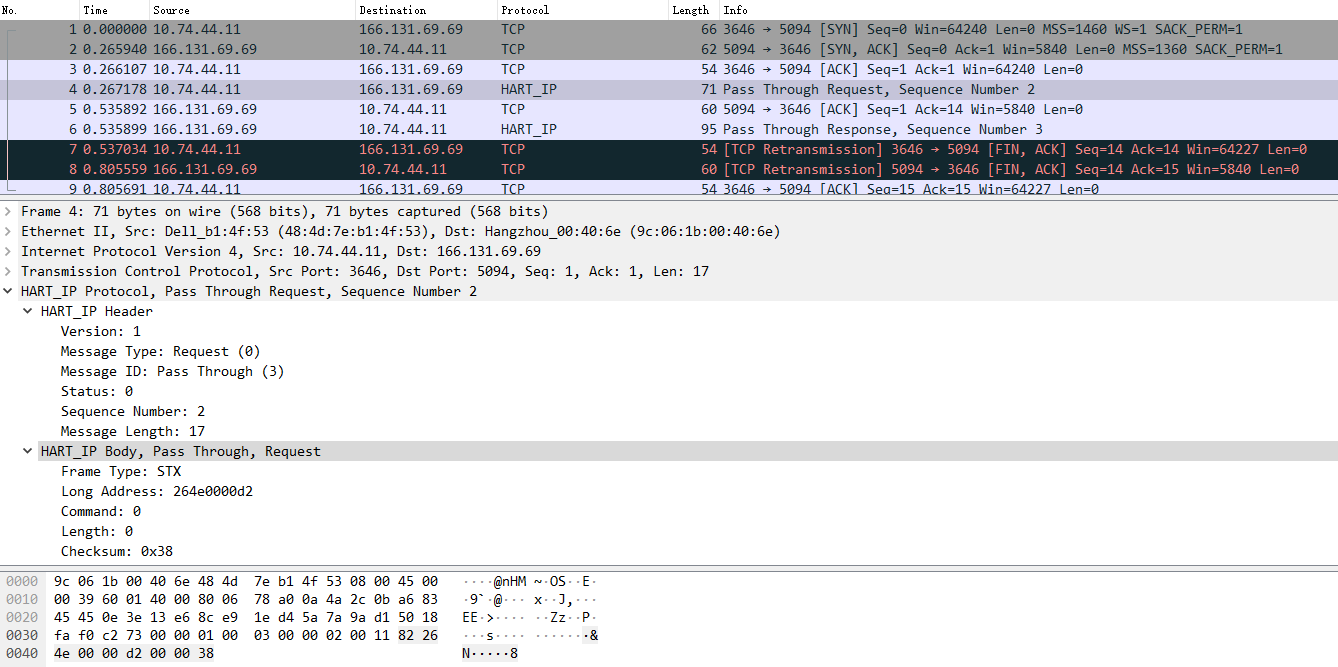 No. Time Source Destination Protocol Length Info
1 0.000000 10.74.44.11 166.131.69.69 TCP 66 3646 → 5094 [SYN] Seq=0 Win=64240 Len=0 MSS=1460 WS=1 SACK_PERM=1
2 0.265940 166.131.69.69 10.74.44.11 TCP 62 5094 → 3646 [SYN, ACK] Seq=0 Ack=1 Win=5840 Len=0 MSS=1360 SACK_PERM=1
3 0.266107 10.74.44.11 166.131.69.69 TCP 54 3646 → 5094 [ACK] Seq=1 Ack=1 Win=64240 Len=0
4 0.267178 10.74.44.11 166.131.69.69 HART_IP 71 Pass Through Request, Sequence Number 2
5 0.535892 166.131.69.69 10.74.44.11 TCP 60 5094 → 3646 [ACK] Seq=1 Ack=14 Win=5840 Len=0
6 0.535899 166.131.69.69 10.74.44.11 HART_IP 95 Pass Through Response, Sequence Number 3
7 0.537034 10.74.44.11 166.131.69.69 TCP 54 [TCP Retransmission] 3646 → 5094 [FIN, ACK] Seq=14 Ack=14 Win=64227 Len=0
8 0.805559 166.131.69.69 10.74.44.11 TCP 60 [TCP Retransmission] 5094 → 3646 [FIN, ACK] Seq=14 Ack=15 Win=5840 Len=0
9 0.805691 10.74.44.11 166.131.69.69 TCP 54 3646 → 5094 [ACK] Seq=15 Ack=15 Win=64227 Len=0
Frame 4: 71 bytes on wire (568 bits), 71 bytes captured (568 bits)
Ethernet II, Src: Dell_b1:4f:53 (48:4d:7e:b1:4f:53), Dst: Hangzhou_00:40:6e (9c:06:1b:00:40:6e)
Internet Protocol Version 4, Src: 10.74.44.11, Dst: 166.131.69.69
Transmission Control Protocol, Src Port: 3646, Dst Port: 5094, Seq: 1, Ack: 1, Len: 17
HART_IP Protocol, Pass Through Request, Sequence Number 2
HART_IP Header
Version: 1
Message Type: Request (0)
Message ID: Pass Through (3)
Status: 0
Sequence Number: 2
Message Length: 17
HART_IP Body, Pass Through, Request
Frame Type: STX
Long Address: 264e0000d2
Command: 0
Length: 0
Checksum: 0x38
0000 9c 06 1b 00 40 6e 48 4d 7e b1 4f 53 08 00 45 00 ····@nHM ~·OS··E·
0010 00 39 60 01 40 00 80 06 78 a0 0a 4a 2c 0b a6 83 ·9`·@··· x··J,···
0020 45 45 0e 3e 13 e6 8c e9 1e d4 5a 7a 9a d1 50 18 EE·>···· ··Zz··P·
0030 fa f0 c2 73 00 00 01 00 03 00 00 02 00 11 82 26 ···s···· ·······&
0040 4e 00 00 d2 00 00 38 N·····8